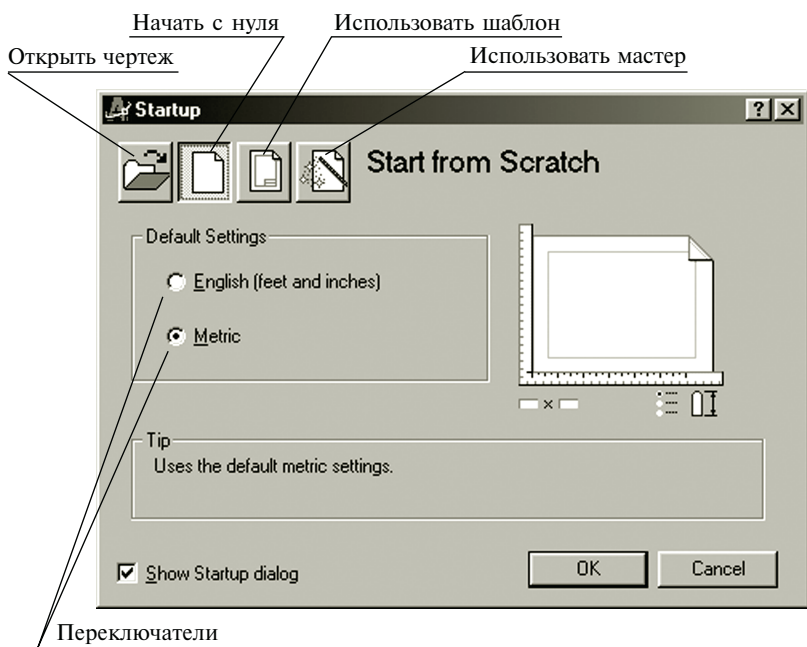 Начать с нуля
Использовать шаблон
Открыть чертеж
Использовать мастер
Startup
Start from Scratch
Default Settings
English (feet and inches)
Metric
Tip
Uses the default metric settings.
Show Startup dialog
OK
Cancel
Переключатели